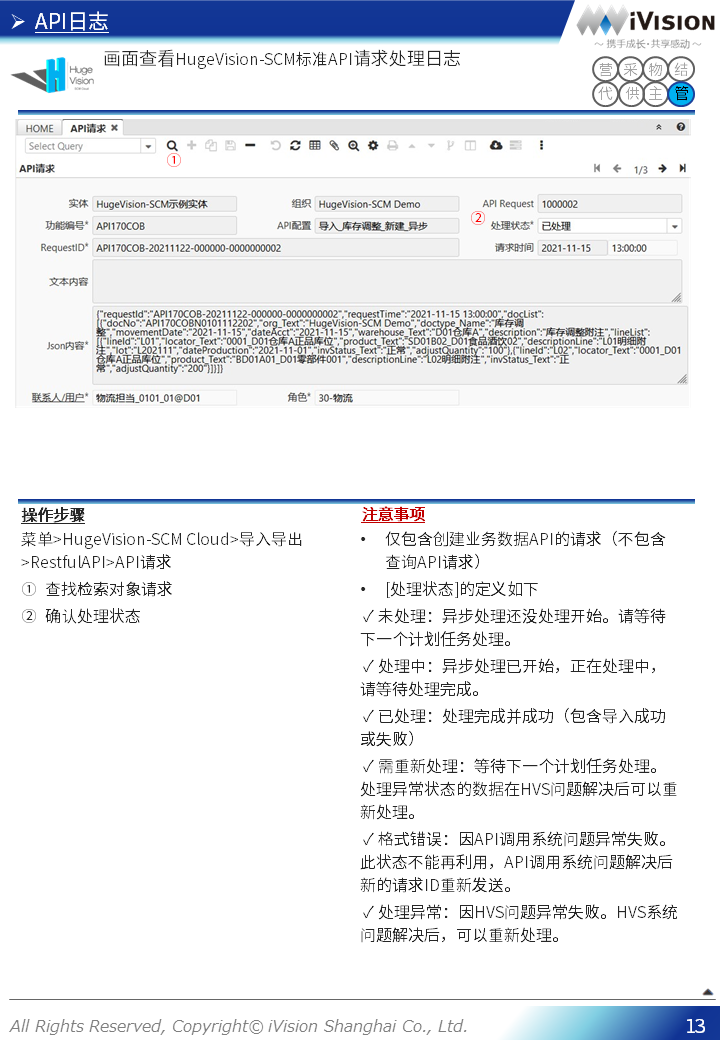 API日志
iVISION
～ 携手成长·共享感动 ～
画面查看HugeVision-SCM标准API请求处理日志
Huge
Vision
SCM Cloud
营 采 物 结
代 供 主 管
HOME API请求
Select Query
①
API请求
1/3
实体 HugeVision-SCM示例实体 组织 HugeVision-SCM Demo API Request 1000002
②
功能编号* API170COB API配置 导入_库存调整_新建_异步 处理状态* 已处理
RequestID* API170COB-20211122-000000-0000000002 请求时间 2021-11-15 13:00:00
文本内容
Json内容*
{"requestId":"API170COB-20211122-000000-0000000002","requestTime":"2021-11-15 13:00:00","docList":
[{"docNo":"API170COBN0101112202","org_Text":"HugeVision-SCM Demo","doctype_Name":"库存调
整","movementDate":"2021-11-15","dateAcct":"2021-11-15","warehouse_Text":"D01仓库A","description":"库存调整附注","lineList":
[{"lineId":"L01","locator_Text":"0001_D01仓库A正品库位","product_Text":"SD01B02_D01食品酒饮02","descriptionLine":"L01明细附
注","lot":"L202111","dateProduction":"2021-11-01","invStatus_Text":"正常","adjustQuantity":"100"},{"lineId":"L02","locator_Text":"0001_D01
仓库A正品库位","product_Text":"BD01A01_D01零部件001","descriptionLine":"L02明细附注","invStatus_Text":"正
常","adjustQuantity":"200"}]}]}
联系人/用户* 物流担当_0101_01@D01 角色* 30-物流
操作步骤
菜单>HugeVision-SCM Cloud>导入导出
>RestfulAPI>API请求
① 查找检索对象请求
② 确认处理状态
注意事项
• 仅包含创建业务数据API的请求（不包含
查询API请求）
• [处理状态]的定义如下
✓未处理：异步处理还没处理开始。请等待
下一个计划任务处理。
✓处理中：异步处理已开始，正在处理中，
请等待处理完成。
✓已处理：处理完成并成功（包含导入成功
或失败）
✓需重新处理：等待下一个计划任务处理。
处理异常状态的数据在HVS问题解决后可以重
新处理。
✓格式错误：因API调用系统问题异常失败。
此状态不能再利用，API调用系统问题解决后
新的请求ID重新发送。
✓处理异常：因HVS问题异常失败。HVS系统
问题解决后，可以重新处理。
All Rights Reserved, Copyright© iVision Shanghai Co., Ltd.
13